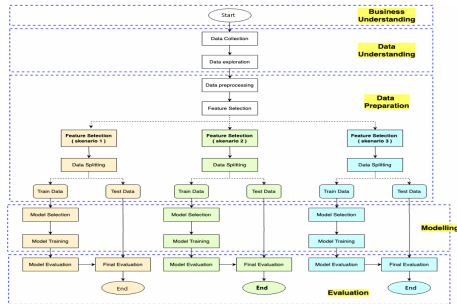 Start
Business
Understanding
Data Collection
Data exploration
Data
Understanding
Data preprocessing
Feature Selection
Data
Preparation
Feature Selection
( skenario 1 )
Feature Selection
( skenario 2 )
Feature Selection
( skenario 3 )
Data Splitting
Data Splitting
Data Splitting
Train Data
Test Data
Train Data
Test Data
Train Data
Test Data
Model Selection
Model Selection
Model Selection
Modelling
Model Training
Model Training
Model Training
Model Evaluation
Final Evaluation
Model Evaluation
Final Evaluation
Model Evaluation
Final Evaluation
End
End
End
Evaluation